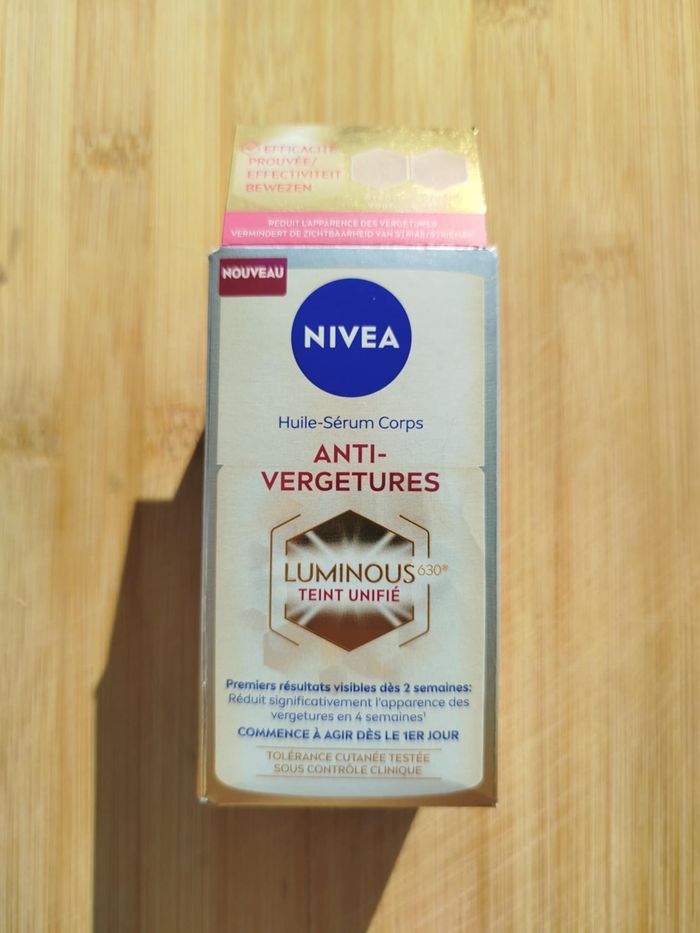 EFFICACITÉ
PROUVÉE/
EFFECTIVITEIT
BEWEZEN
RÉDUIT L'APPARENCE DES VERGETURES
VERMINDERT DE ZICHTBAARHEID VAN STRIAE/STRIEMEN
NOUVEAU
NIVEA
Huile-Sérum Corps
ANTI-
VERGETURES
LUMINOUS630®
TEINT UNIFIÉ
Premiers résultats visibles dès 2 semaines:
Réduit significativement l'apparence des
vergetures en 4 semaines¹
COMMENCE À AGIR DÈS LE 1ER JOUR
TOLÉRANCE CUTANÉE TESTÉE
SOUS CONTRÔLE CLINIQUE